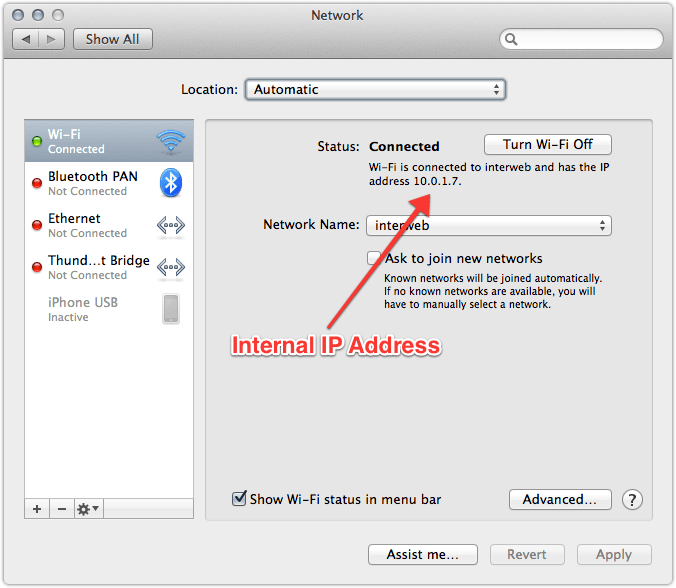 Network
Show All
Location: Automatic
Wi-Fi
Connected
Bluetooth PAN
Not Connected
Ethernet
Not Connected
Thund...t Bridge
Not Connected
iPhone USB
Inactive
Status: Connected
Turn Wi-Fi Off
Wi-Fi is connected to interweb and has the IP
address 10.0.1.7.
Network Name: interweb
Ask to join new networks
Known networks will be joined automatically.
If no known networks are available, you will
have to manually select a network.
Internal IP Address
Show Wi-Fi status in menu bar
Advanced...
?
Assist me...
Revert
Apply